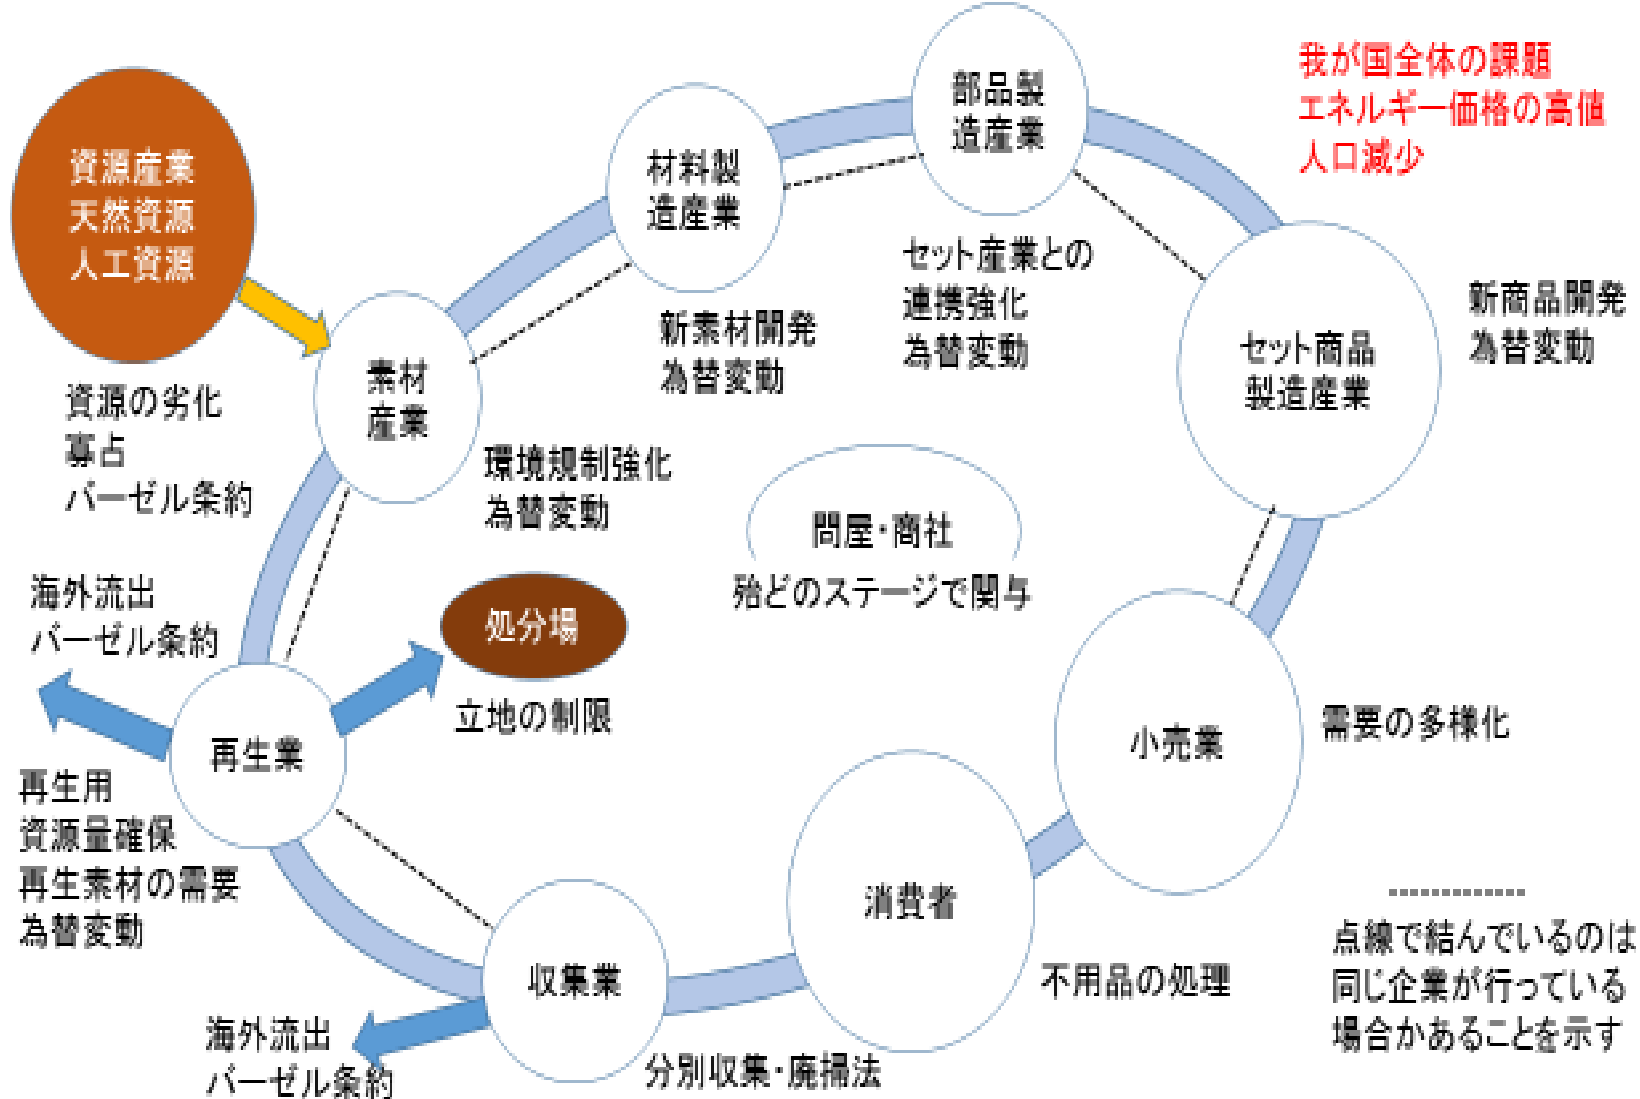 我が国全体の課題
エネルギー価格の高値
人口減少
部品製
造産業
材料製
造産業
資源産業
天然資源
人工資源
セット産業との
連携強化
為替変動
新商品開発
為替変動
新素材開発
為替変動
セット商品
製造産業
素材
産業
資源の劣化
寡占
バーゼル条約
環境規制強化
為替変動
問屋・商社
殆どのステージで関与
海外流出
バーゼル条約
処分場
立地の制限
再生業
小売業
需要の多様化
再生用
資源量確保
再生素材の需要
為替変動
消費者
収集業
不用品の処理
海外流出
バーゼル条約
分別収集・廃掃法
点線で結んでいるのは
同じ企業が行っている
場合があることを示す